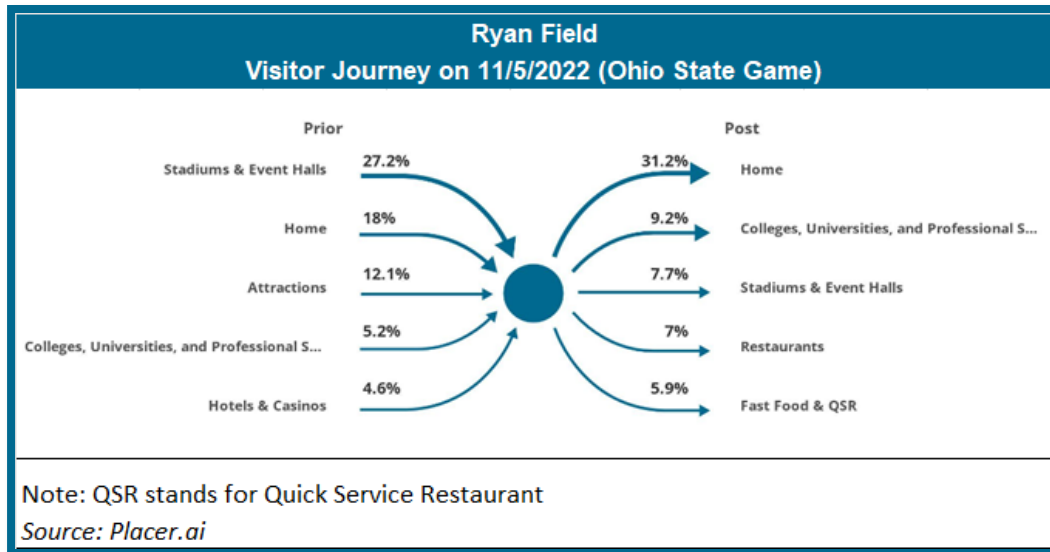 Ryan Field
Visitor Journey on 11/5/2022 (Ohio State Game)
Prior
Stadiums & Event Halls 27.2%
Home 18%
Attractions 12.1%
Colleges, Universities, and Professional S... 5.2%
Hotels & Casinos 4.6%
Post
31.2% Home
9.2% Colleges, Universities, and Professional S...
7.7% Stadiums & Event Halls
7% Restaurants
5.9% Fast Food & QSR
Note: QSR stands for Quick Service Restaurant
Source: Placer.ai